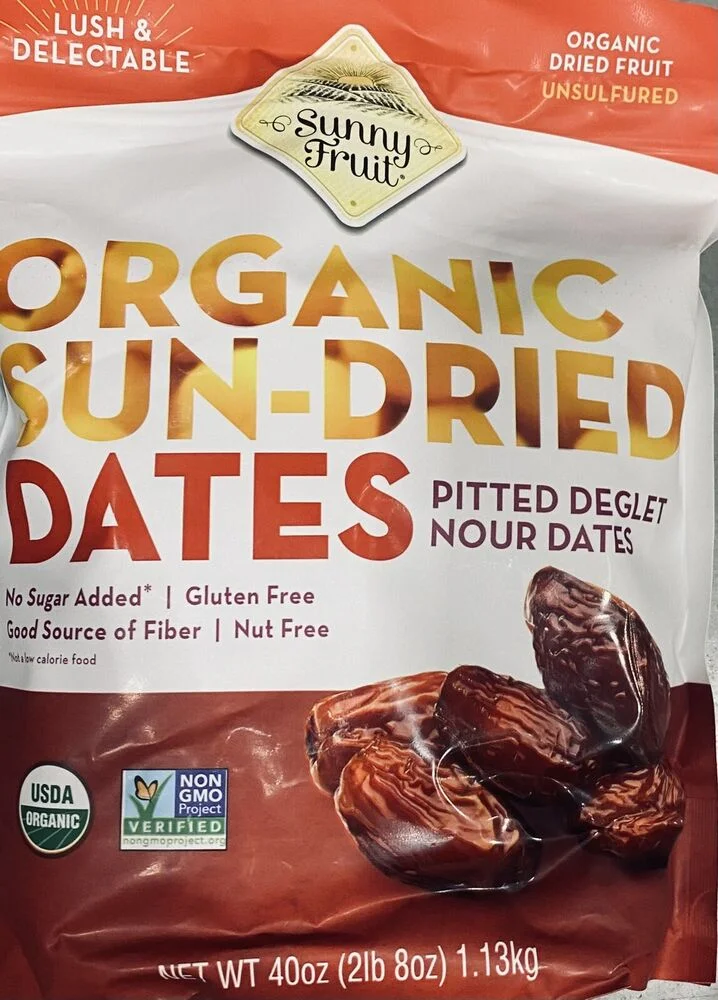 LUSH &
DELECTABLE
ORGANIC
DRIED FRUIT
UNSULFURED
Sunny
Fruit®
ORGANIC
SUN-DRIED
DATES
PITTED DEGLET
NOUR DATES
No Sugar Added* | Gluten Free
Good Source of Fiber | Nut Free
*Not a low calorie food
USDA
ORGANIC
NON
GMO
Project
VERIFIED
nongmoproject.org
NET WT 40oz (2lb 8oz) 1.13kg